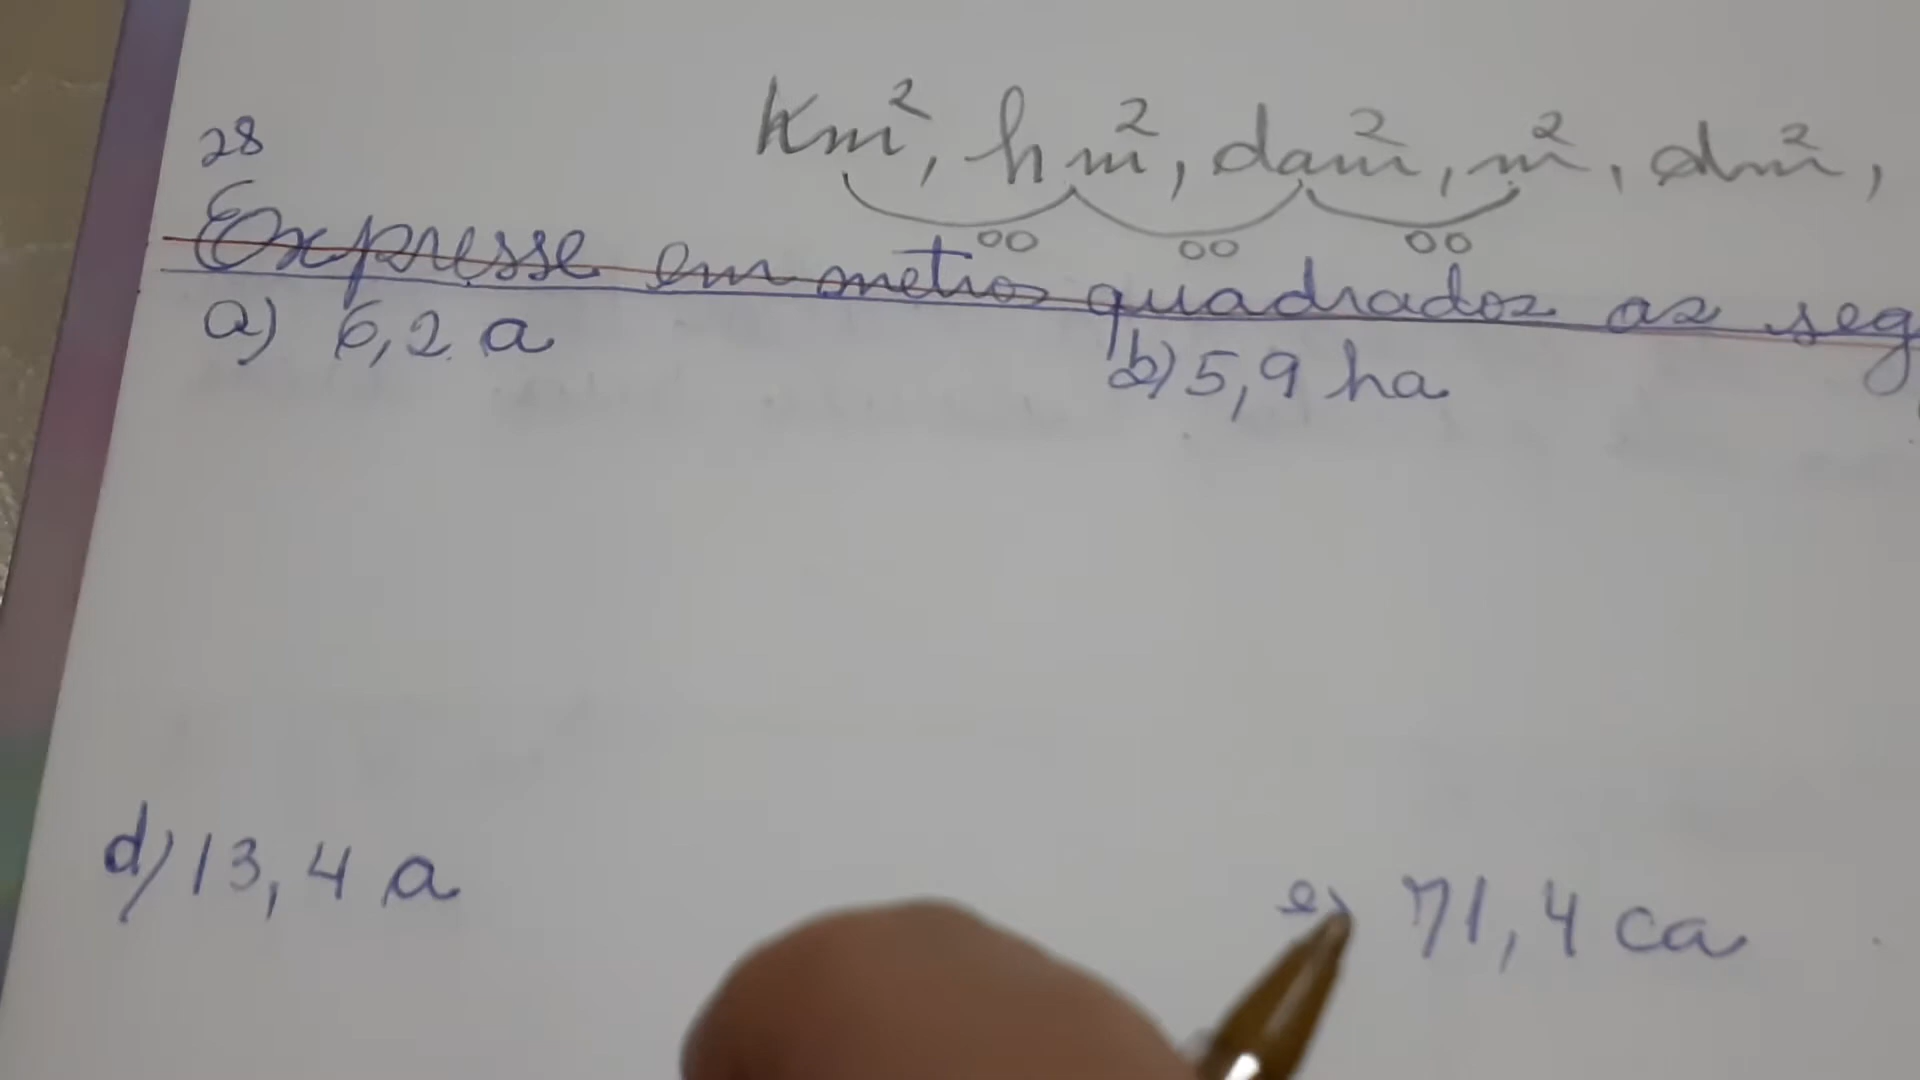 Km², hm², dam², m², dm²,
00 00 00
28
Expresse em metros quadrados as seg
a) 6,2 a b) 5,9 ha
d) 13,4 a e) 71,4 ca